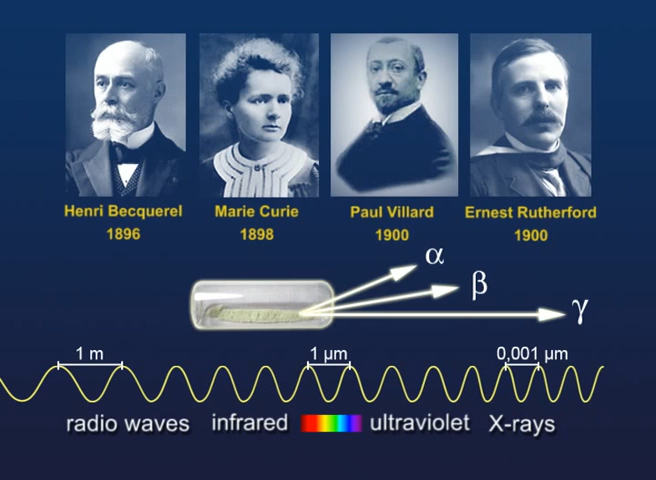 Henri Becquerel Marie Curie Paul Villard Ernest Rutherford
1896 1898 1900 1900
α
β
γ
1 m 1 µm 0,001 µm
radio waves infrared ultraviolet X-rays